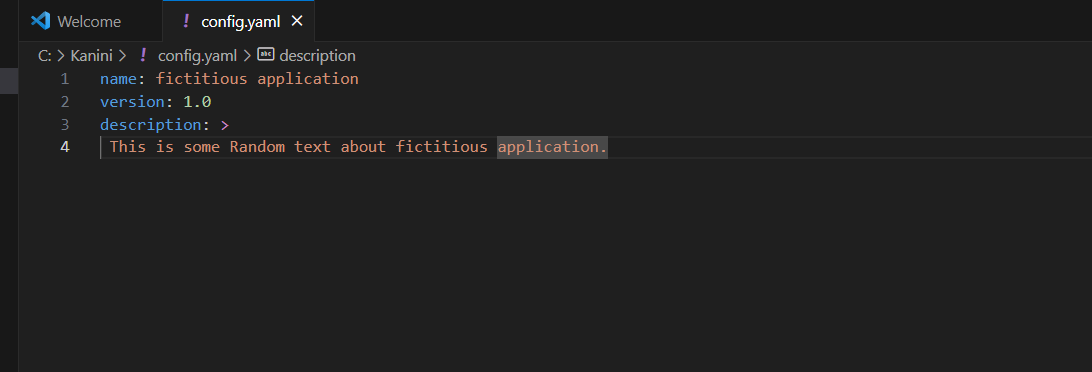 Welcome
! config.yaml ×
C: > Kanini > ! config.yaml > abc description
1 name: fictitious application
2 version: 1.0
3 description: >
4 This is some Random text about fictitious application.